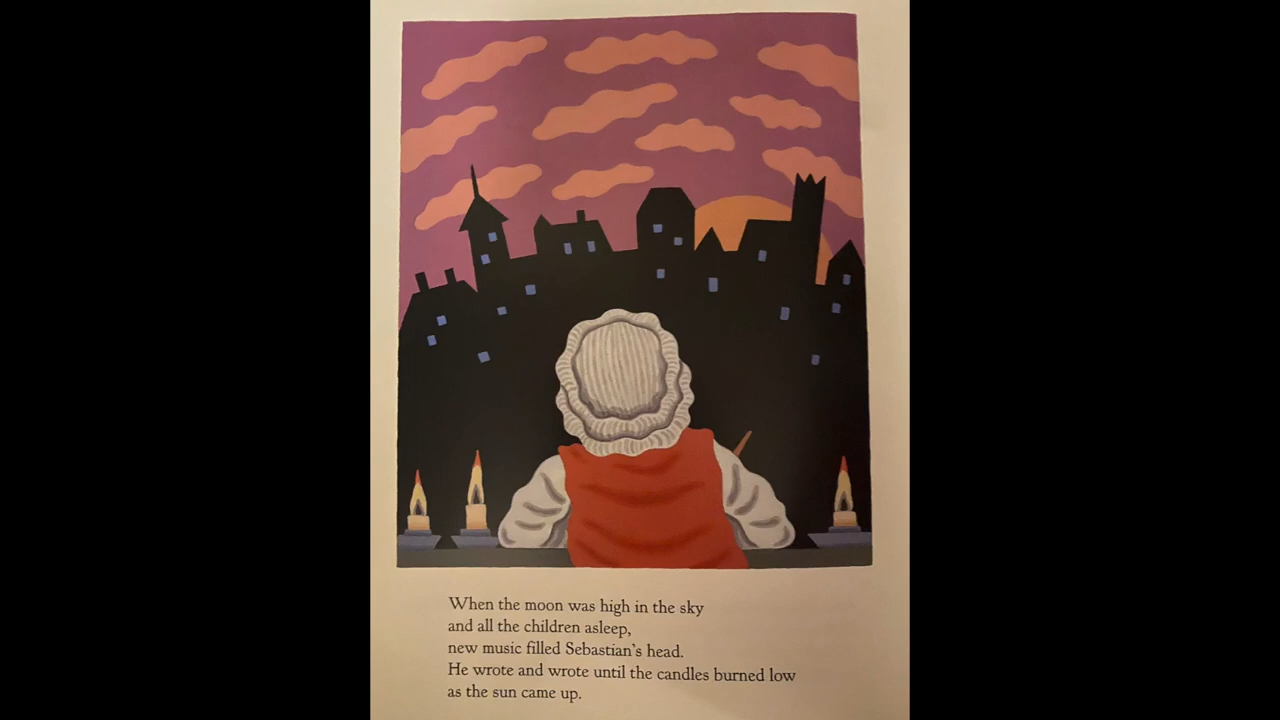 When the moon was high in the sky
and all the children asleep,
new music filled Sebastian's head.
He wrote and wrote until the candles burned low
as the sun came up.